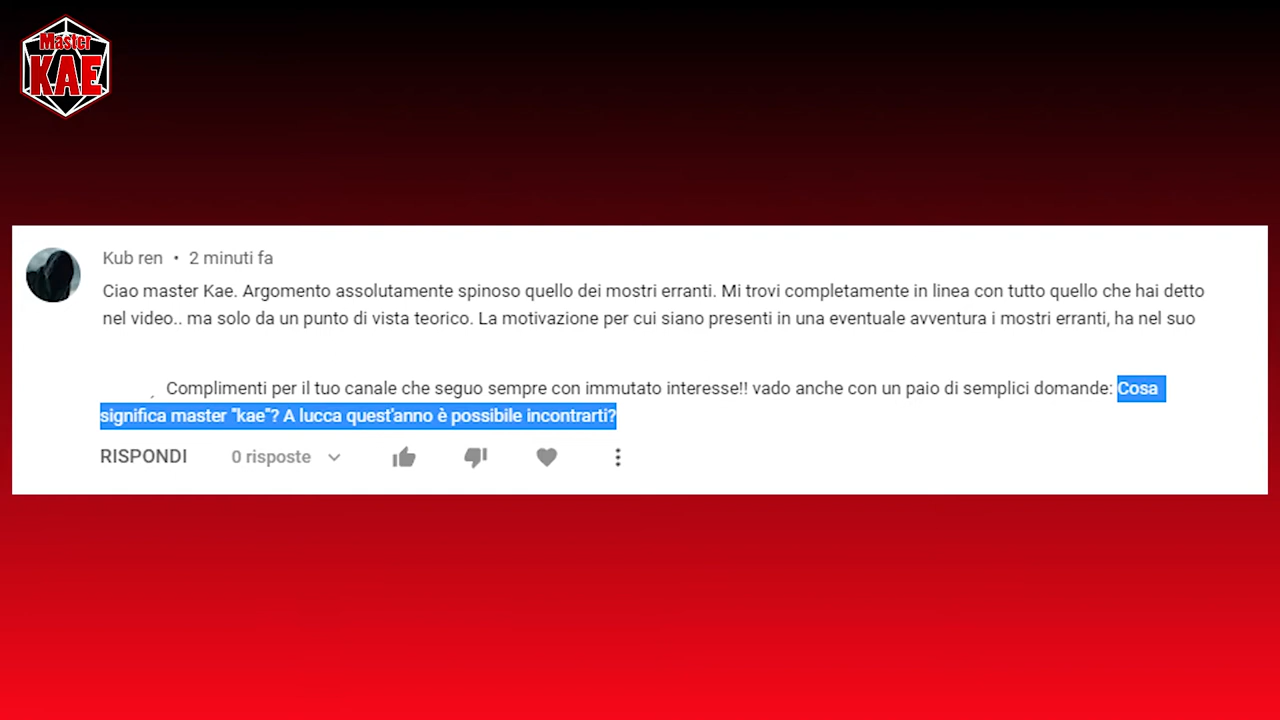 Master
KAE
Kub ren • 2 minuti fa
Ciao master Kae. Argomento assolutamente spinoso quello dei mostri erranti. Mi trovi completamente in linea con tutto quello che hai detto
nel video.. ma solo da un punto di vista teorico. La motivazione per cui siano presenti in una eventuale avventura i mostri erranti, ha nel suo
Complimenti per il tuo canale che seguo sempre con immutato interesse!! vado anche con un paio di semplici domande: Cosa
significa master "kae"? A lucca quest'anno è possibile incontrarti?
RISPONDI 0 risposte